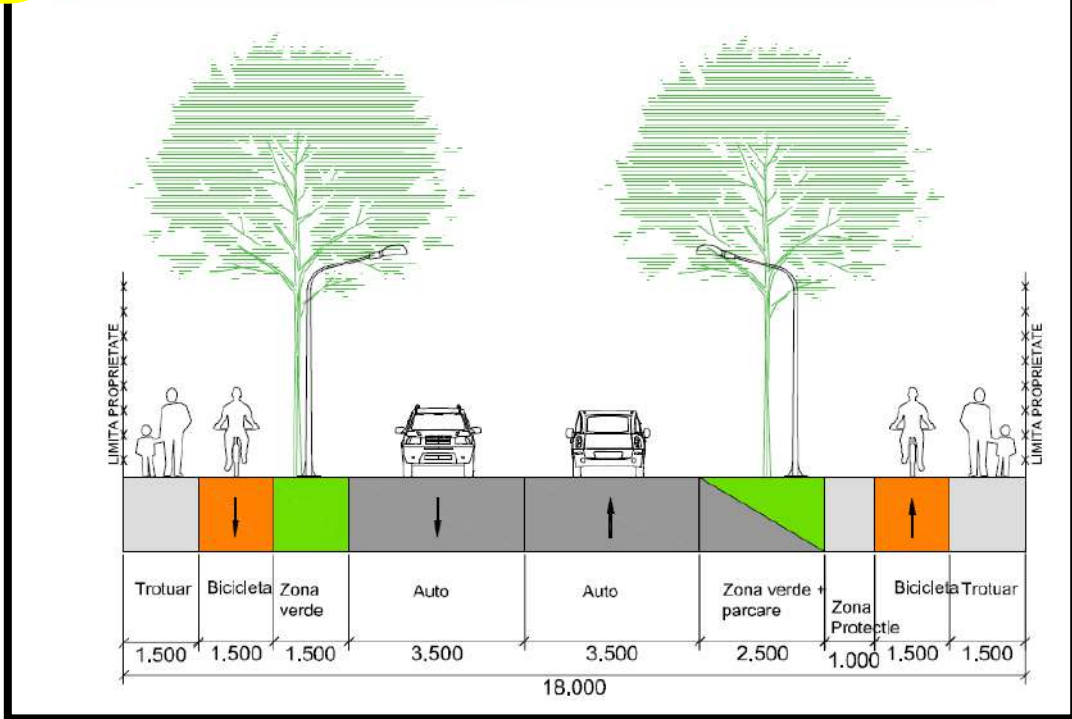 LIMITA PROPRIETATE
LIMITA PROPRIETATE
Trotuar
Bicicleta
Zona
verde
Auto
Auto
Zona verde +
parcare
Zona
Protectie
Bicicleta
Trotuar
1.500
1.500
1.500
3.500
3.500
2.500
1.000
1.500
1.500
18.000